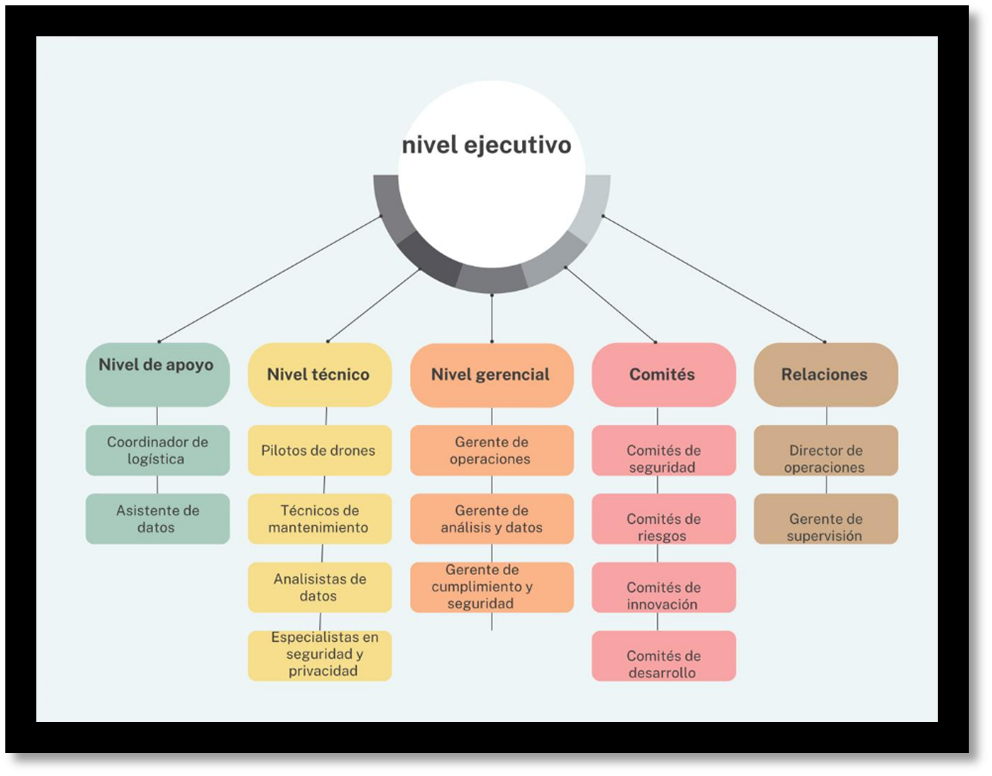 nivel ejecutivo
Nivel de apoyo
Coordinador de
logística
Asistente de
datos
Nivel técnico
Pilotos de drones
Técnicos de
mantenimiento
Analisistas de
datos
Especialistas en
seguridad y
privacidad
Nivel gerencial
Gerente de
operaciones
Gerente de
análisis y datos
Gerente de
cumplimiento y
seguridad
Comités
Comités de
seguridad
Comités de
riesgos
Comités de
innovación
Comités de
desarrollo
Relaciones
Director de
operaciones
Gerente de
supervisión